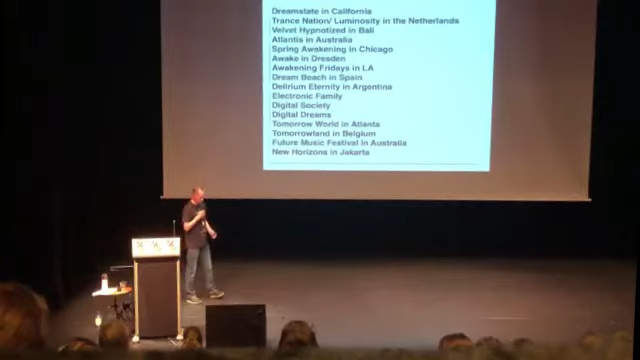 Dreamstate in California
Trance Nation/ Luminosity in the Netherlands
Velvet Hypnotized in Bali
Atlantis in Australia
Spring Awakening in Chicago
Awake in Dresden
Awakening Fridays in LA
Dream Beach in Spain
Delirium Eternity in Argentina
Electronic Family
Digital Society
Digital Dreams
Tomorrow World in Atlanta
Tomorrowland in Belgium
Future Music Festival in Australia
New Horizons in Jakarta